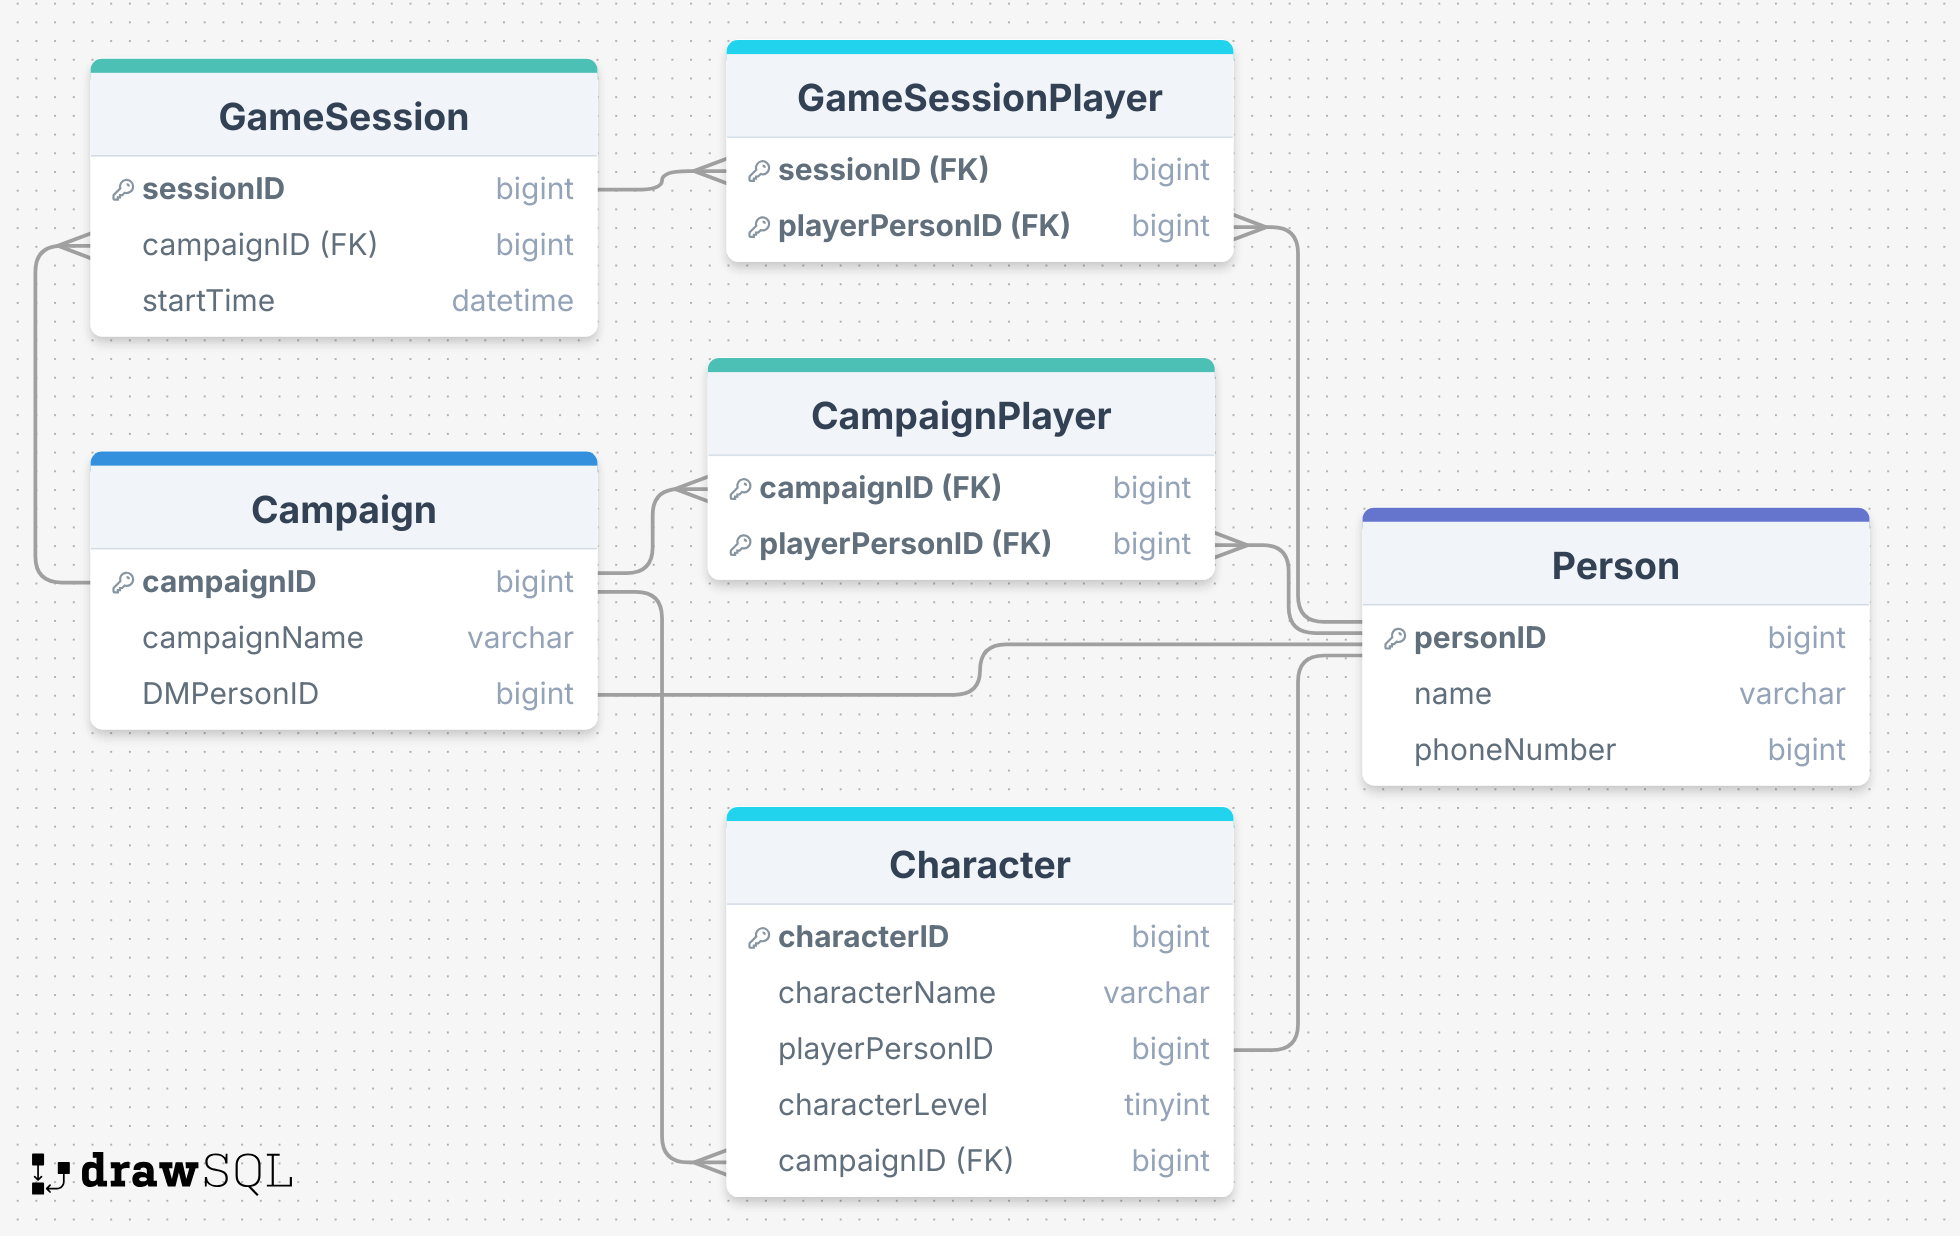 GameSession
sessionID bigint
campaignID (FK) bigint
startTime datetime
GameSessionPlayer
sessionID (FK) bigint
playerPersonID (FK) bigint
CampaignPlayer
campaignID (FK) bigint
playerPersonID (FK) bigint
Campaign
campaignID bigint
campaignName varchar
DMPersonID bigint
Person
personID bigint
name varchar
phoneNumber bigint
Character
characterID bigint
characterName varchar
playerPersonID bigint
characterLevel tinyint
campaignID (FK) bigint
drawSQL